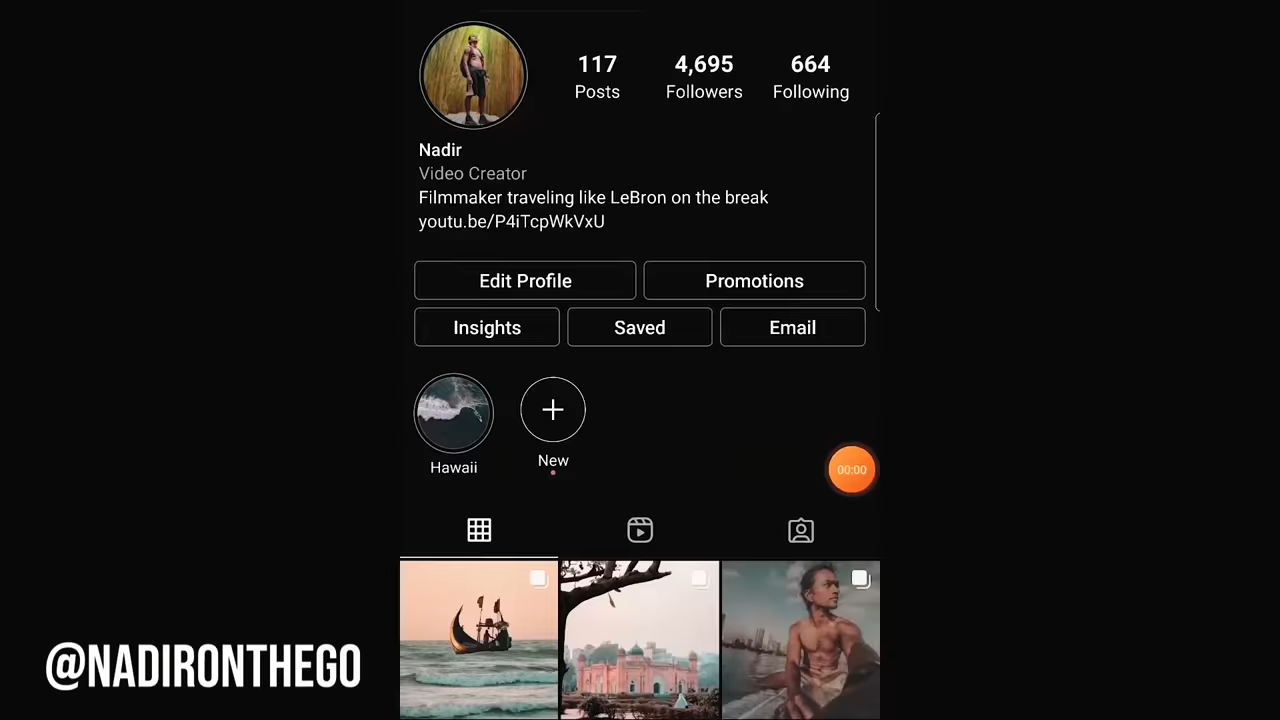 117 4,695 664
Posts Followers Following
Nadir
Video Creator
Filmmaker traveling like LeBron on the break
youtu.be/P4iTcpWkVxU
Edit Profile Promotions
Insights Saved Email
Hawaii New
00:00
@NADIRONTHEGO